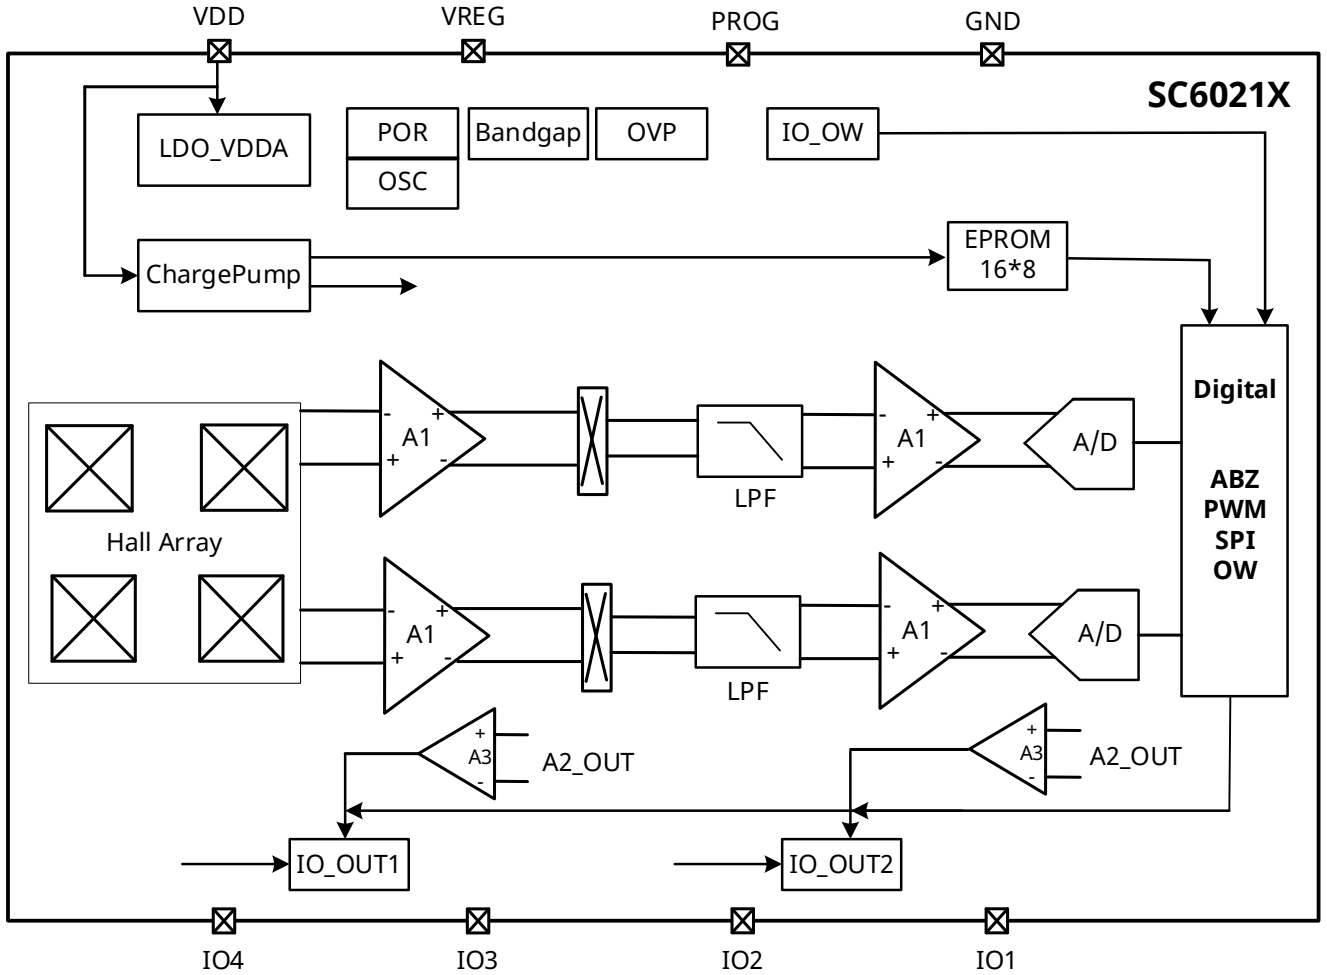 VDD
VREG
PROG
GND
SC6021X
LDO_VDDA
POR
Bandgap
OVP
IO_OW
OSC
ChargePump
EPROM
16*8
Hall Array
- +
A1
+ -
LPF
- +
A1
+ -
A/D
- +
A1
+ -
LPF
- +
A1
+ -
A/D
Digital
ABZ
PWM
SPI
OW
+
A3
-
A2_OUT
+
A3
-
A2_OUT
IO_OUT1
IO_OUT2
IO4
IO3
IO2
IO1